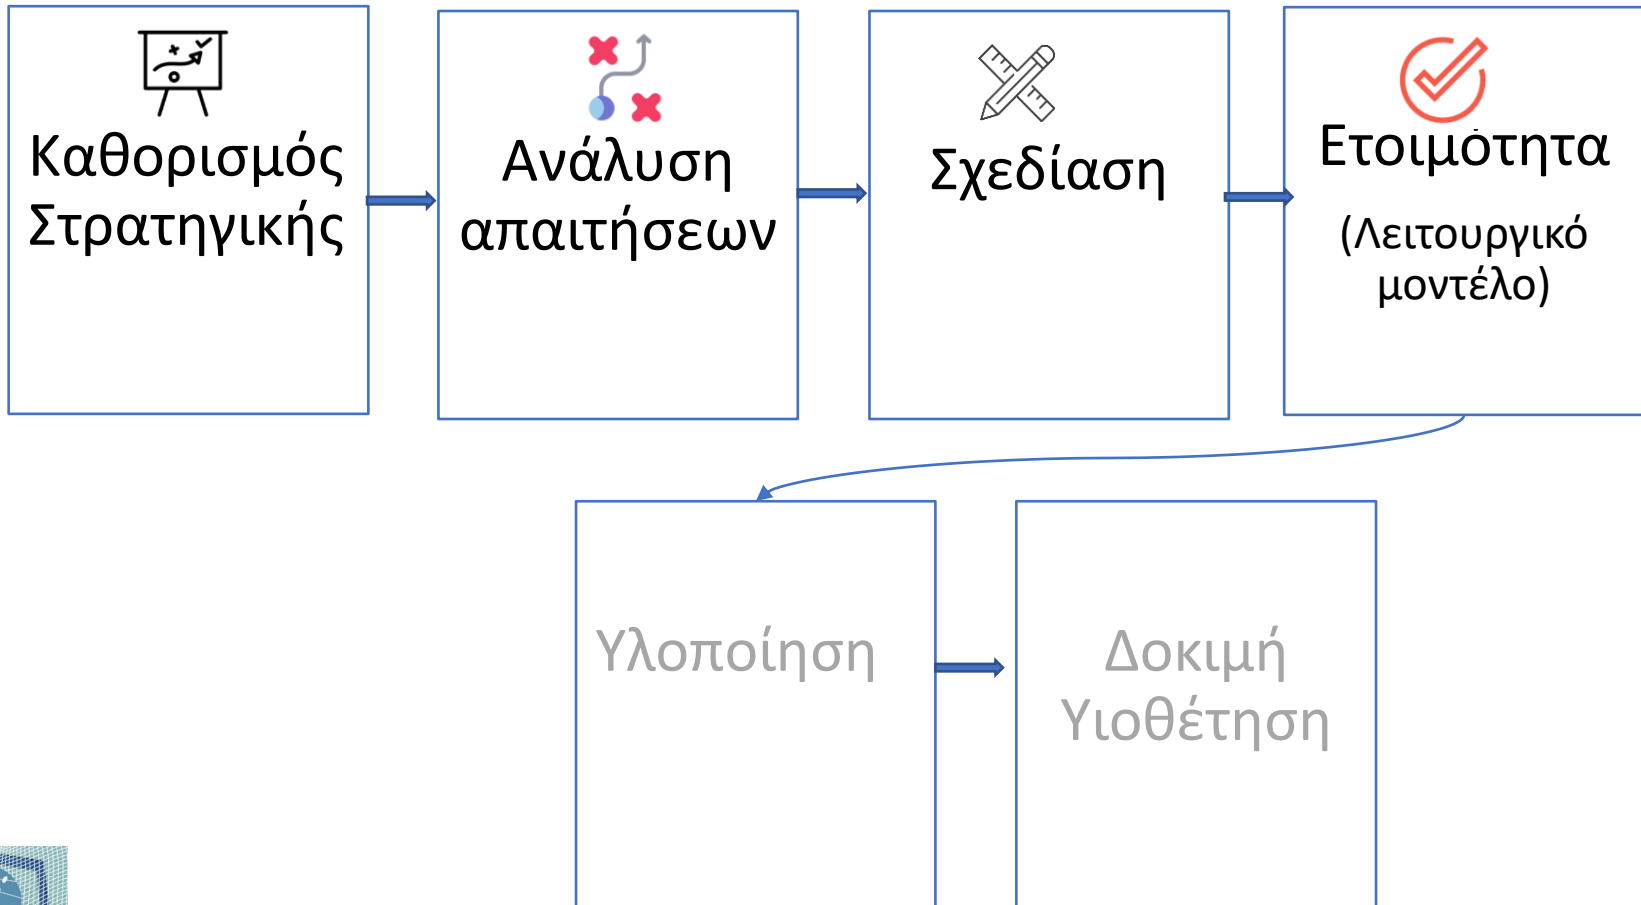 Καθορισμός
Στρατηγικής
Ανάλυση
απαιτήσεων
Σχεδίαση
Ετοιμότητα
(Λειτουργικό
μοντέλο)
Υλοποίηση
Δοκιμή
Υιοθέτηση